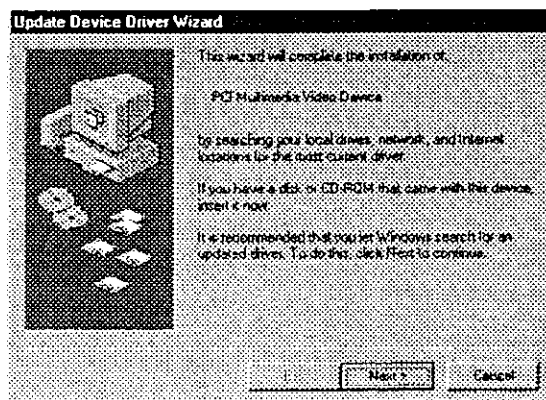 Update Device Driver Wizard
This wizard will complete the installation of:
PCI Multimedia Video Device
by searching your local drives, network, and Internet
locations for the most current driver.
If you have a disk or CD-ROM that came with this device,
insert it now.
It is recommended that you let Windows search for an
updated driver. To do this, click Next to continue.
Next >
Cancel